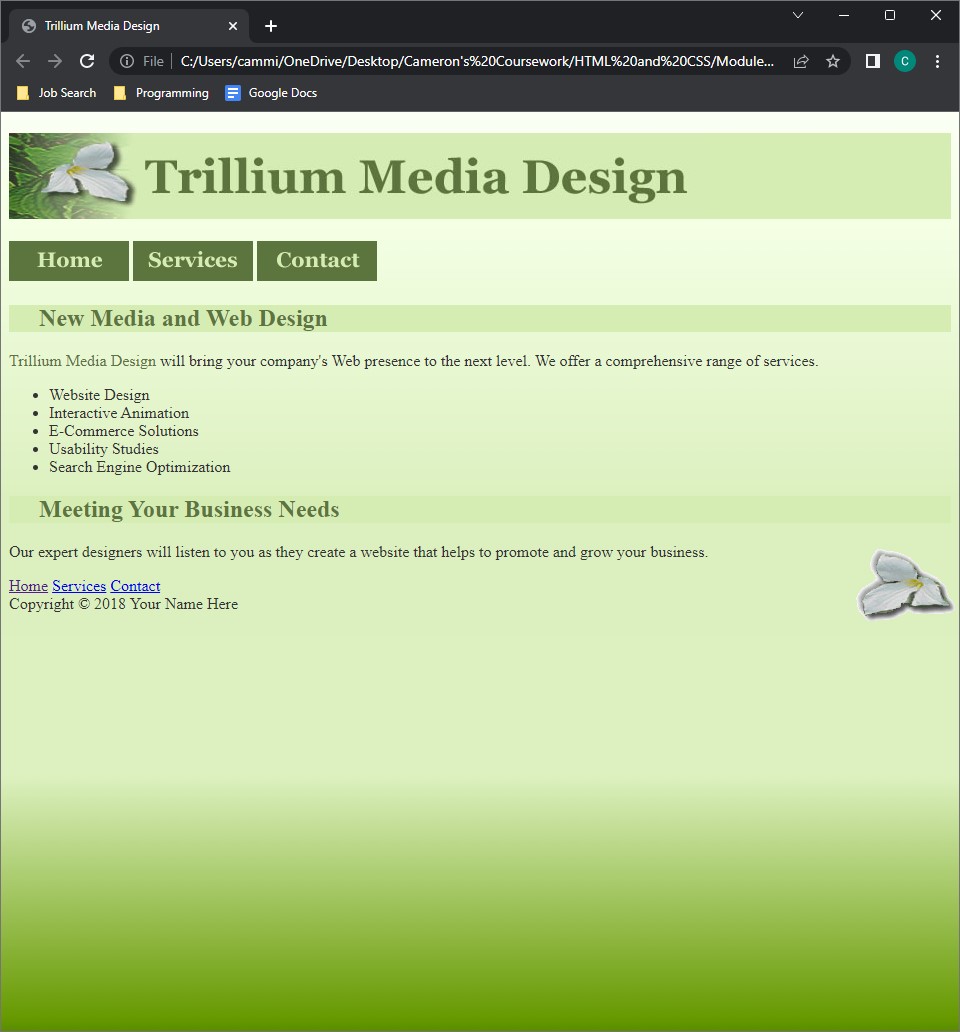 Trillium Media Design
File C:/Users/cammi/OneDrive/Desktop/Cameron's%20Coursework/HTML%20and%20CSS/Module...
C
Job Search Programming Google Docs
Trillium Media Design
Home Services Contact
New Media and Web Design
Trillium Media Design will bring your company's Web presence to the next level. We offer a comprehensive range of services.
• Website Design
• Interactive Animation
• E-Commerce Solutions
• Usability Studies
• Search Engine Optimization
Meeting Your Business Needs
Our expert designers will listen to you as they create a website that helps to promote and grow your business.
Home Services Contact
Copyright © 2018 Your Name Here